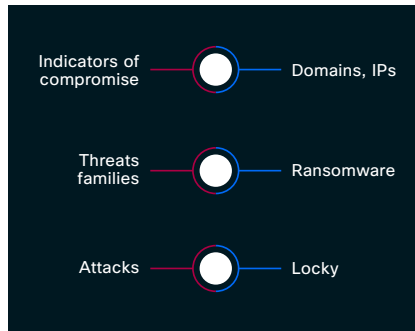 Indicators of
compromise
Domains, IPs
Threats
families
Ransomware
Attacks
Locky